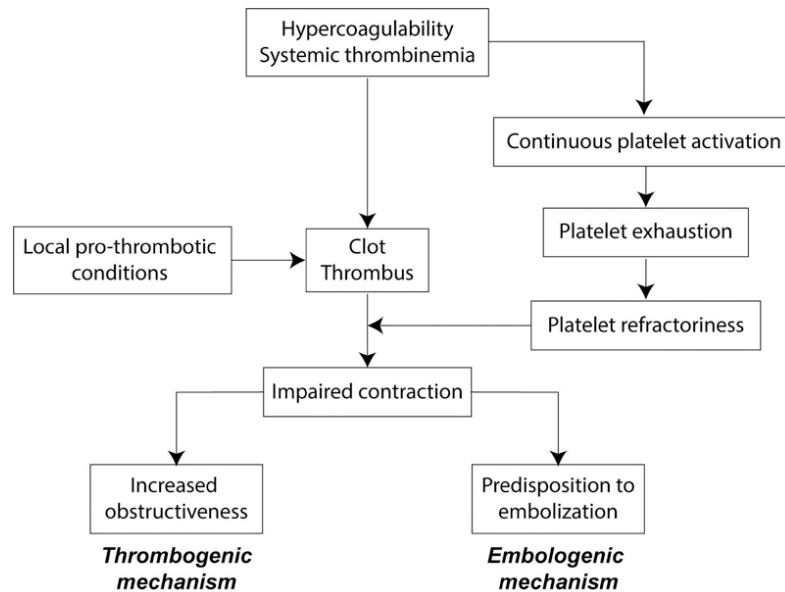 Hypercoagulability
Systemic thrombinemia
Continuous platelet activation
Platelet exhaustion
Local pro-thrombotic
conditions
Clot
Thrombus
Platelet refractoriness
Impaired contraction
Increased
obstructiveness
Predisposition to
embolization
Thrombogenic
mechanism
Embologenic
mechanism